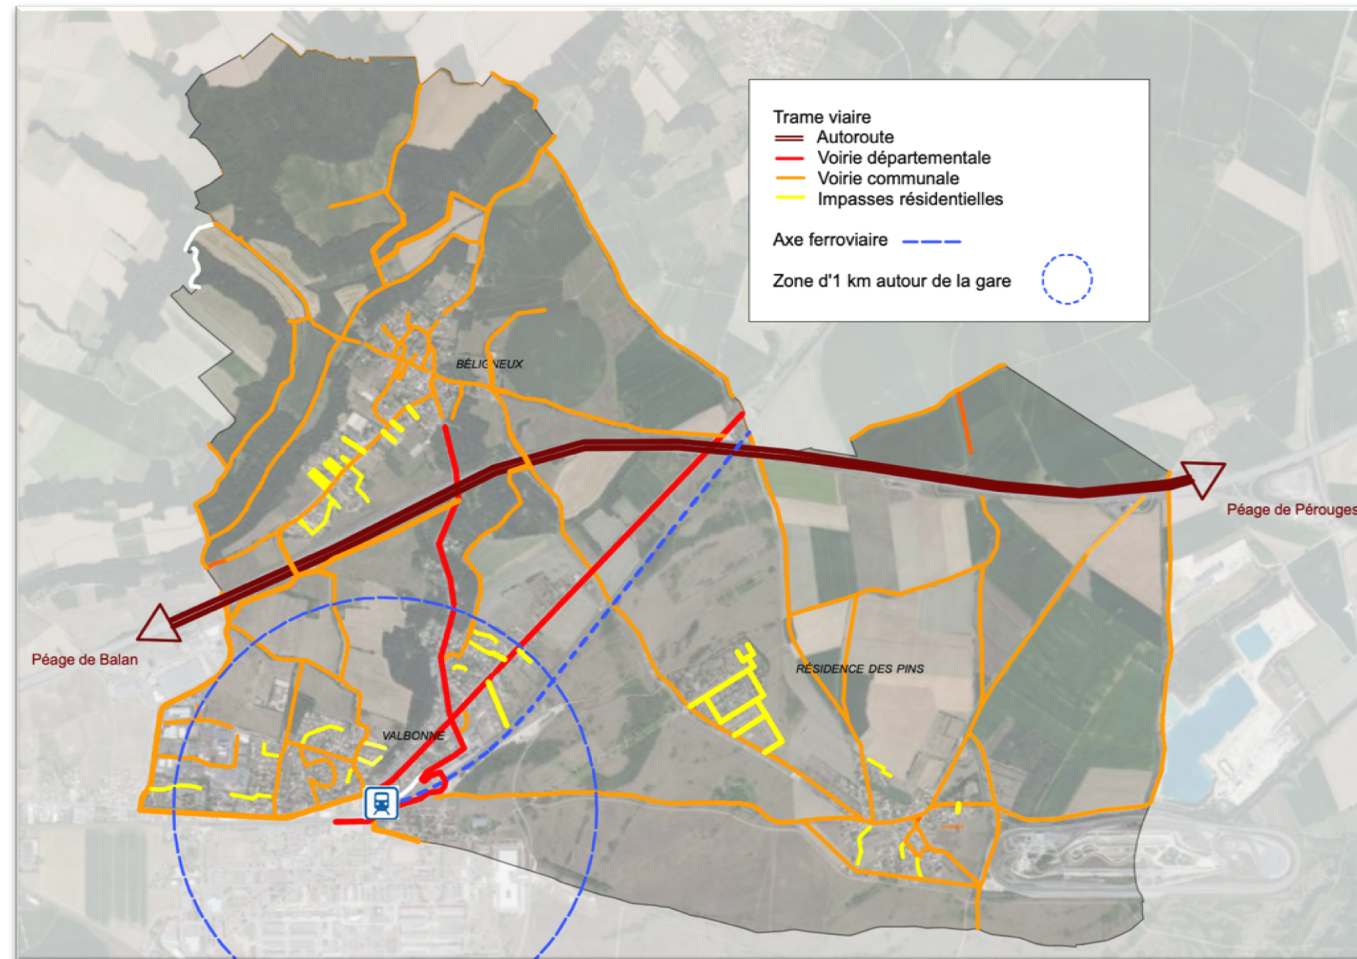 Trame viaire
Autoroute
Voirie départementale
Voirie communale
Impasses résidentielles
Axe ferroviaire
Zone d'1 km autour de la gare
BÉLIGNEUX
Péage de Pérouges
Péage de Balan
RÉSIDENCE DES PINS
VALBONNE